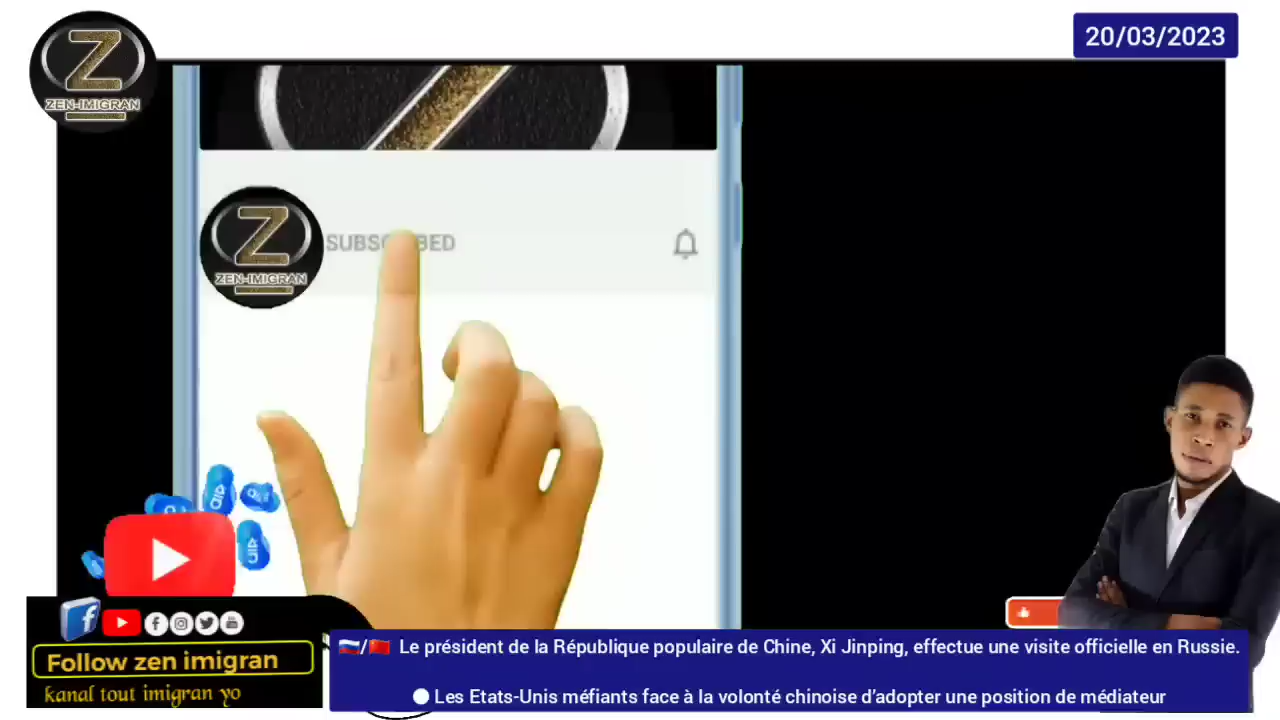 ZEN-IMIGRAN
20/03/2023
ZEN-IMIGRAN
Follow zen imigran
kanal tout imigran yo
Le président de la République populaire de Chine, Xi Jinping, effectue une visite officielle en Russie.
Les Etats-Unis méfiants face à la volonté chinoise d’adopter une position de médiateur